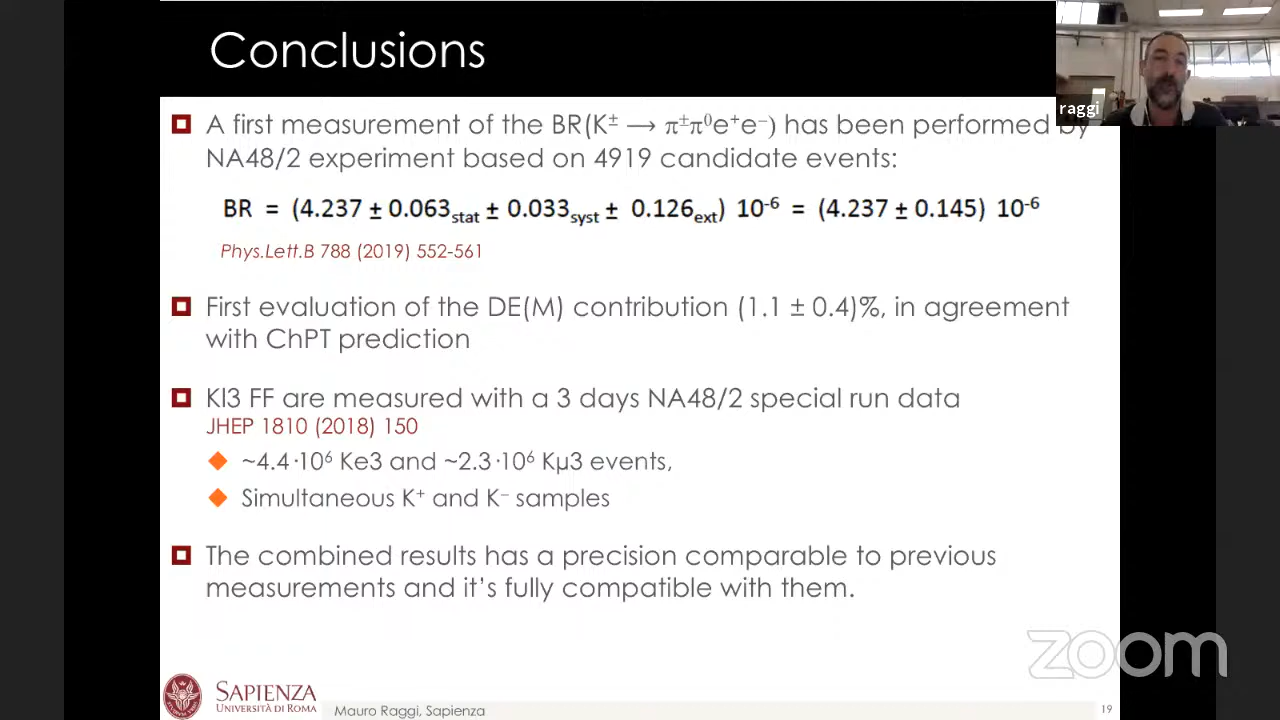 Conclusions
raggi
A first measurement of the BR(K± → π±π⁰e⁺e⁻) has been performed by
NA48/2 experiment based on 4919 candidate events:
BR = (4.237 ± 0.063stat ± 0.033syst ± 0.126ext) 10⁻⁶ = (4.237 ± 0.145) 10⁻⁶
Phys.Lett.B 788 (2019) 552-561
First evaluation of the DE(M) contribution (1.1 ± 0.4)%, in agreement
with ChPT prediction
Kl3 FF are measured with a 3 days NA48/2 special run data
JHEP 1810 (2018) 150
~4.4·10⁶ Ke3 and ~2.3·10⁶ Kμ3 events,
Simultaneous K⁺ and K⁻ samples
The combined results has a precision comparable to previous
measurements and it's fully compatible with them.
zoom
SAPIENZA
UNIVERSITÀ DI ROMA
Mauro Raggi, Sapienza
19